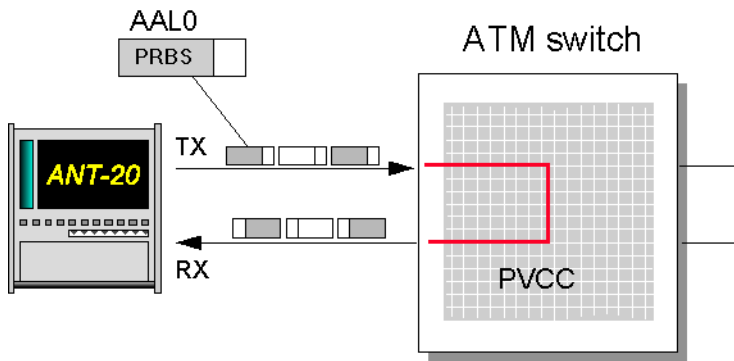 AAL0
PRBS
ATM switch
TX
ANT-20
RX
PVCC